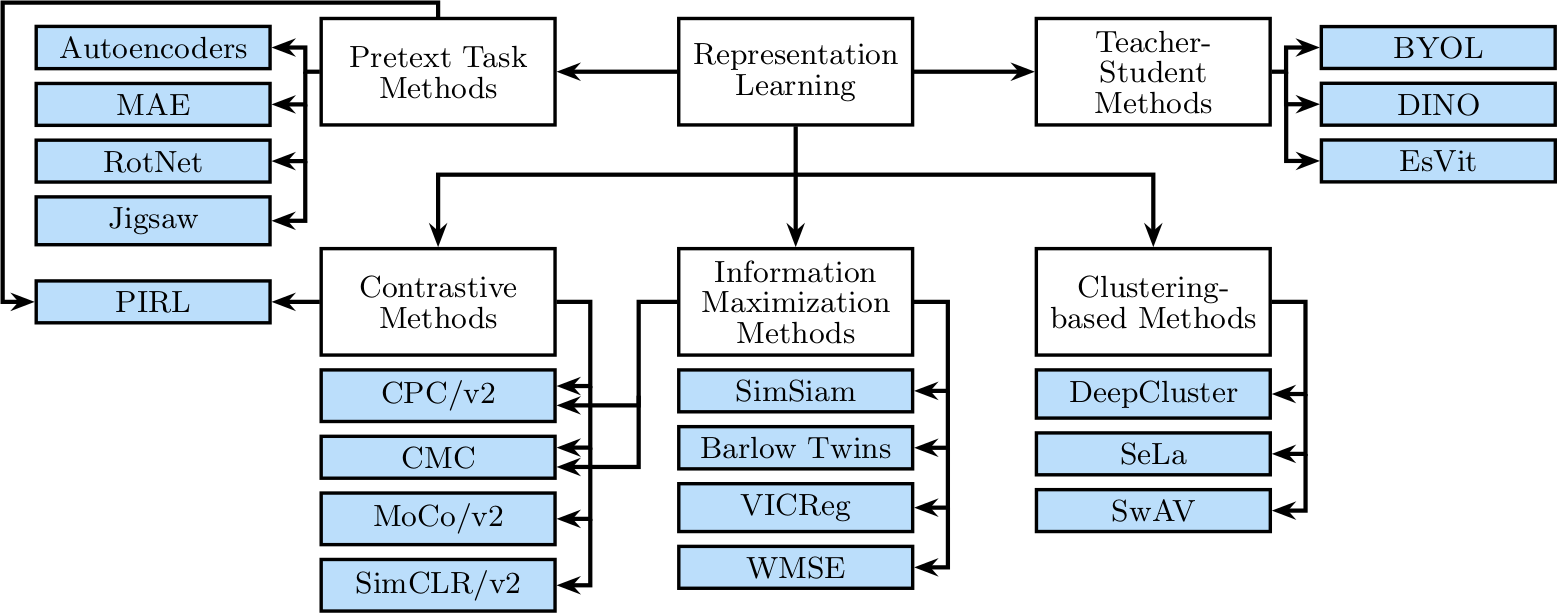 Autoencoders
MAE
RotNet
Jigsaw
PIRL
Pretext Task
Methods
Representation
Learning
Teacher-
Student
Methods
BYOL
DINO
EsVit
Contrastive
Methods
CPC/v2
CMC
MoCo/v2
SimCLR/v2
Information
Maximization
Methods
SimSiam
Barlow Twins
VICReg
WMSE
Clustering-
based Methods
DeepCluster
SeLa
SwAV